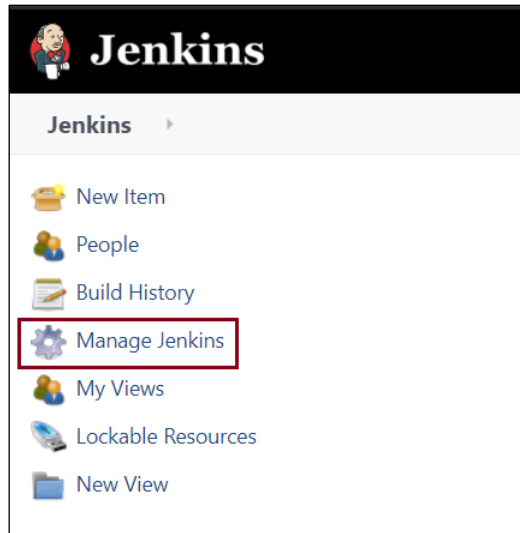 Jenkins
Jenkins
New Item
People
Build History
Manage Jenkins
My Views
Lockable Resources
New View